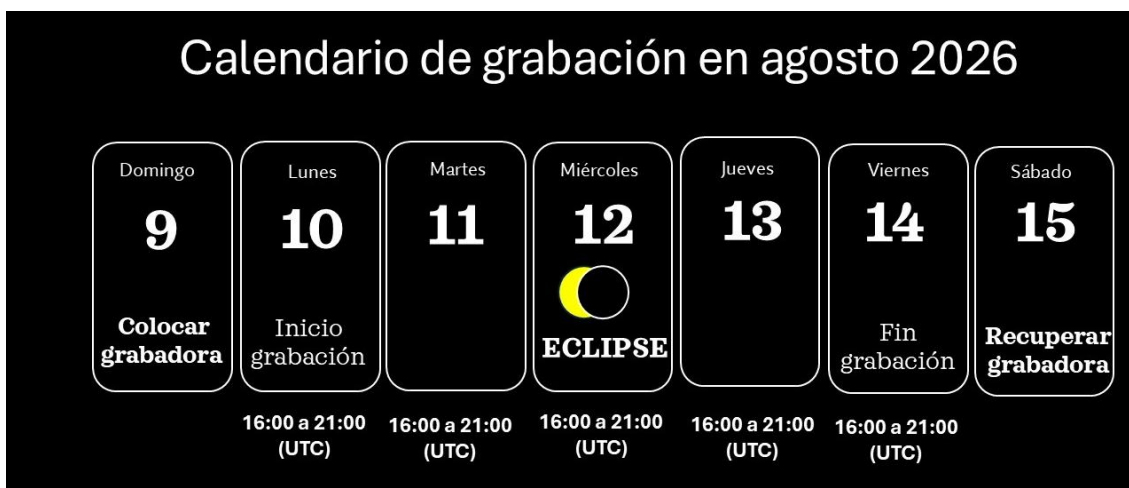 Calendario de grabación en agosto 2026
Domingo
9
Colocar
grabadora
Lunes
10
Inicio
grabación
16:00 a 21:00
(UTC)
Martes
11
16:00 a 21:00
(UTC)
Miércoles
12
ECLIPSE
16:00 a 21:00
(UTC)
Jueves
13
16:00 a 21:00
(UTC)
Viernes
14
Fin
grabación
16:00 a 21:00
(UTC)
Sábado
15
Recuperar
grabadora